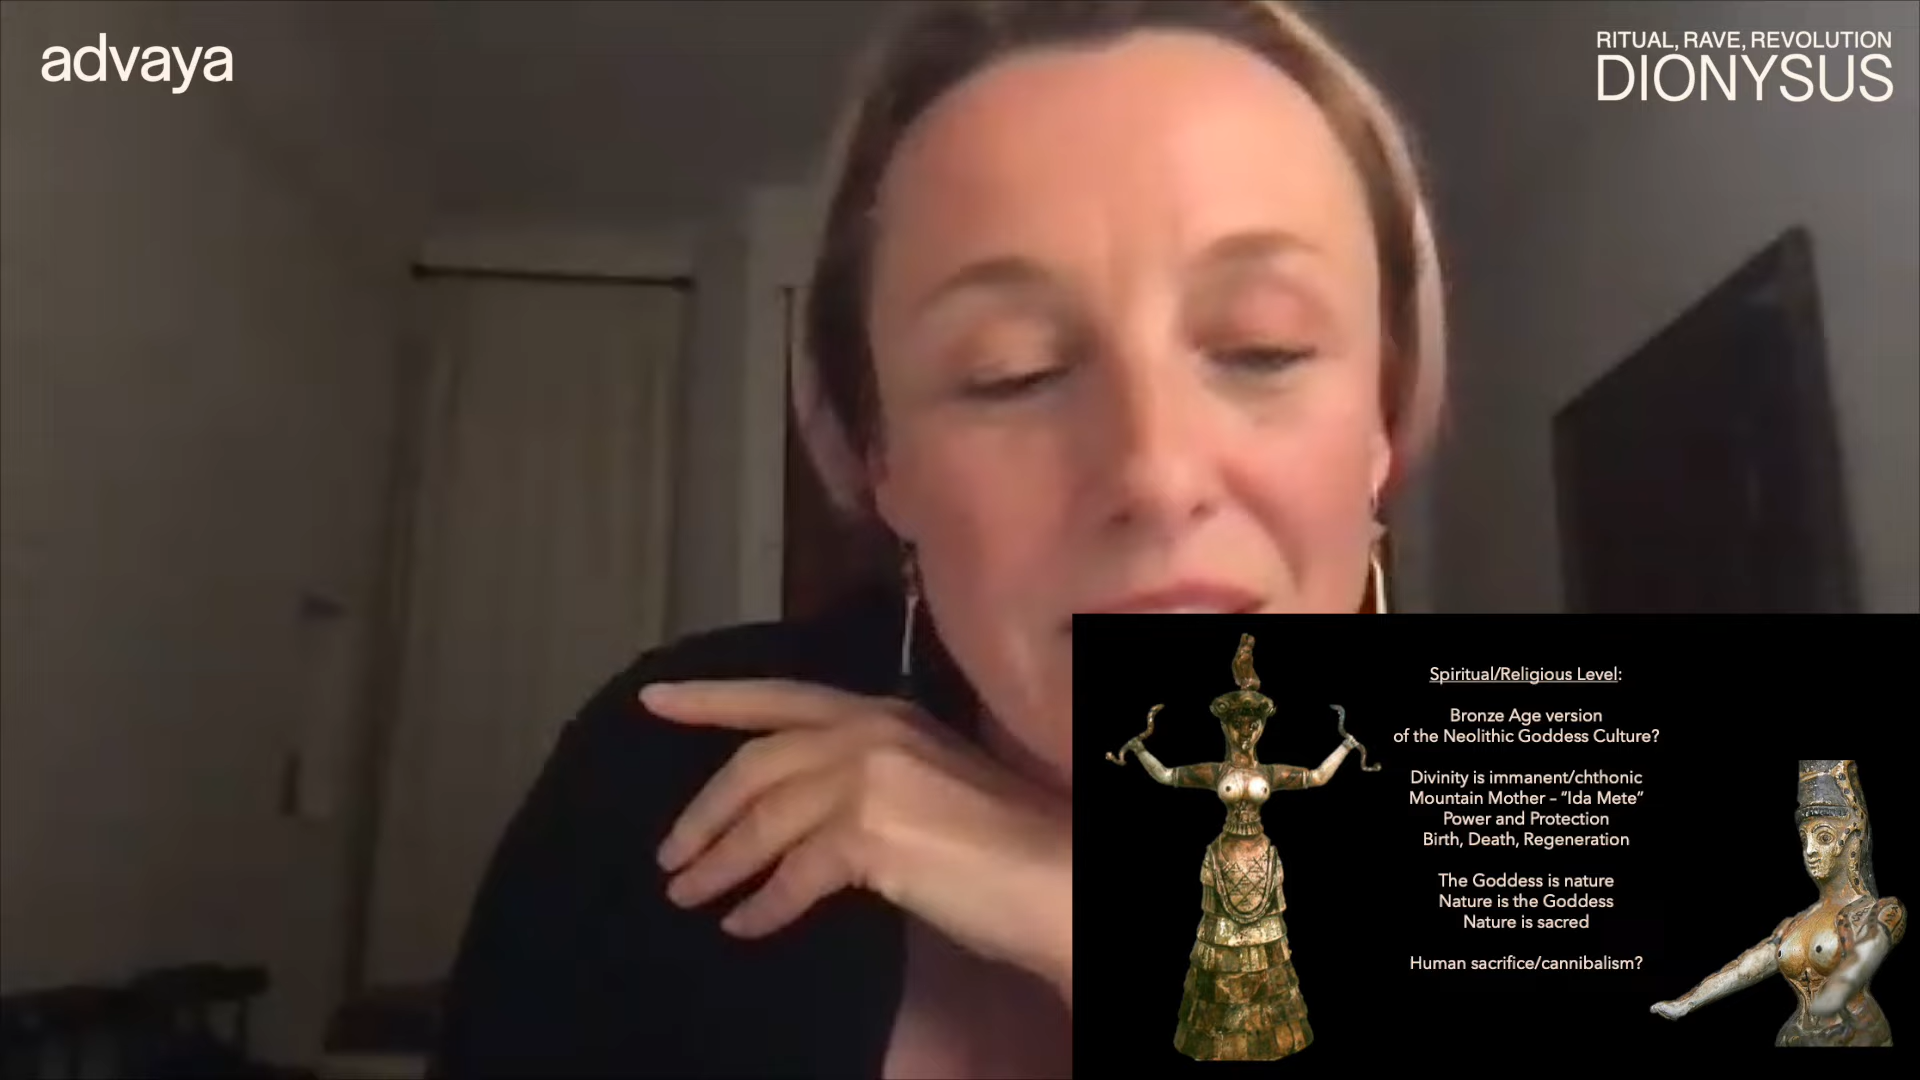 advaya
RITUAL, RAVE, REVOLUTION
DIONYSUS
Spiritual/Religious Level:
Bronze Age version
of the Neolithic Goddess Culture?
Divinity is immanent/chthonic
Mountain Mother – “Ida Mete”
Power and Protection
Birth, Death, Regeneration
The Goddess is nature
Nature is the Goddess
Nature is sacred
Human sacrifice/cannibalism?